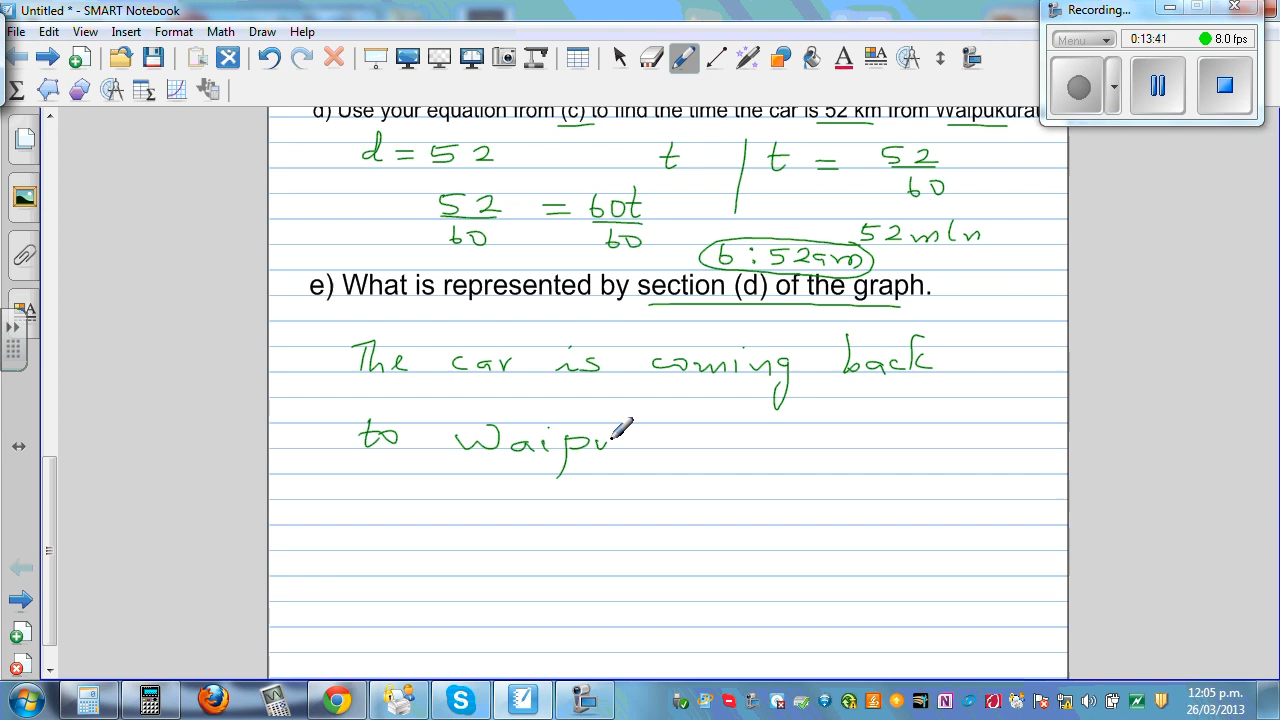 Untitled * - SMART Notebook
File Edit View Insert Format Math Draw Help
Recording...
Menu 0:13:41 8.0 fps
d) Use your equation from (c) to find the time the car is 52 km from Waipukurau
d = 52 t t = 52/60
52/60 = 60t/60
52 min
6 : 52am
e) What is represented by section (d) of the graph.
The car is coming back
to Waipu
12:05 p.m.
26/03/2013